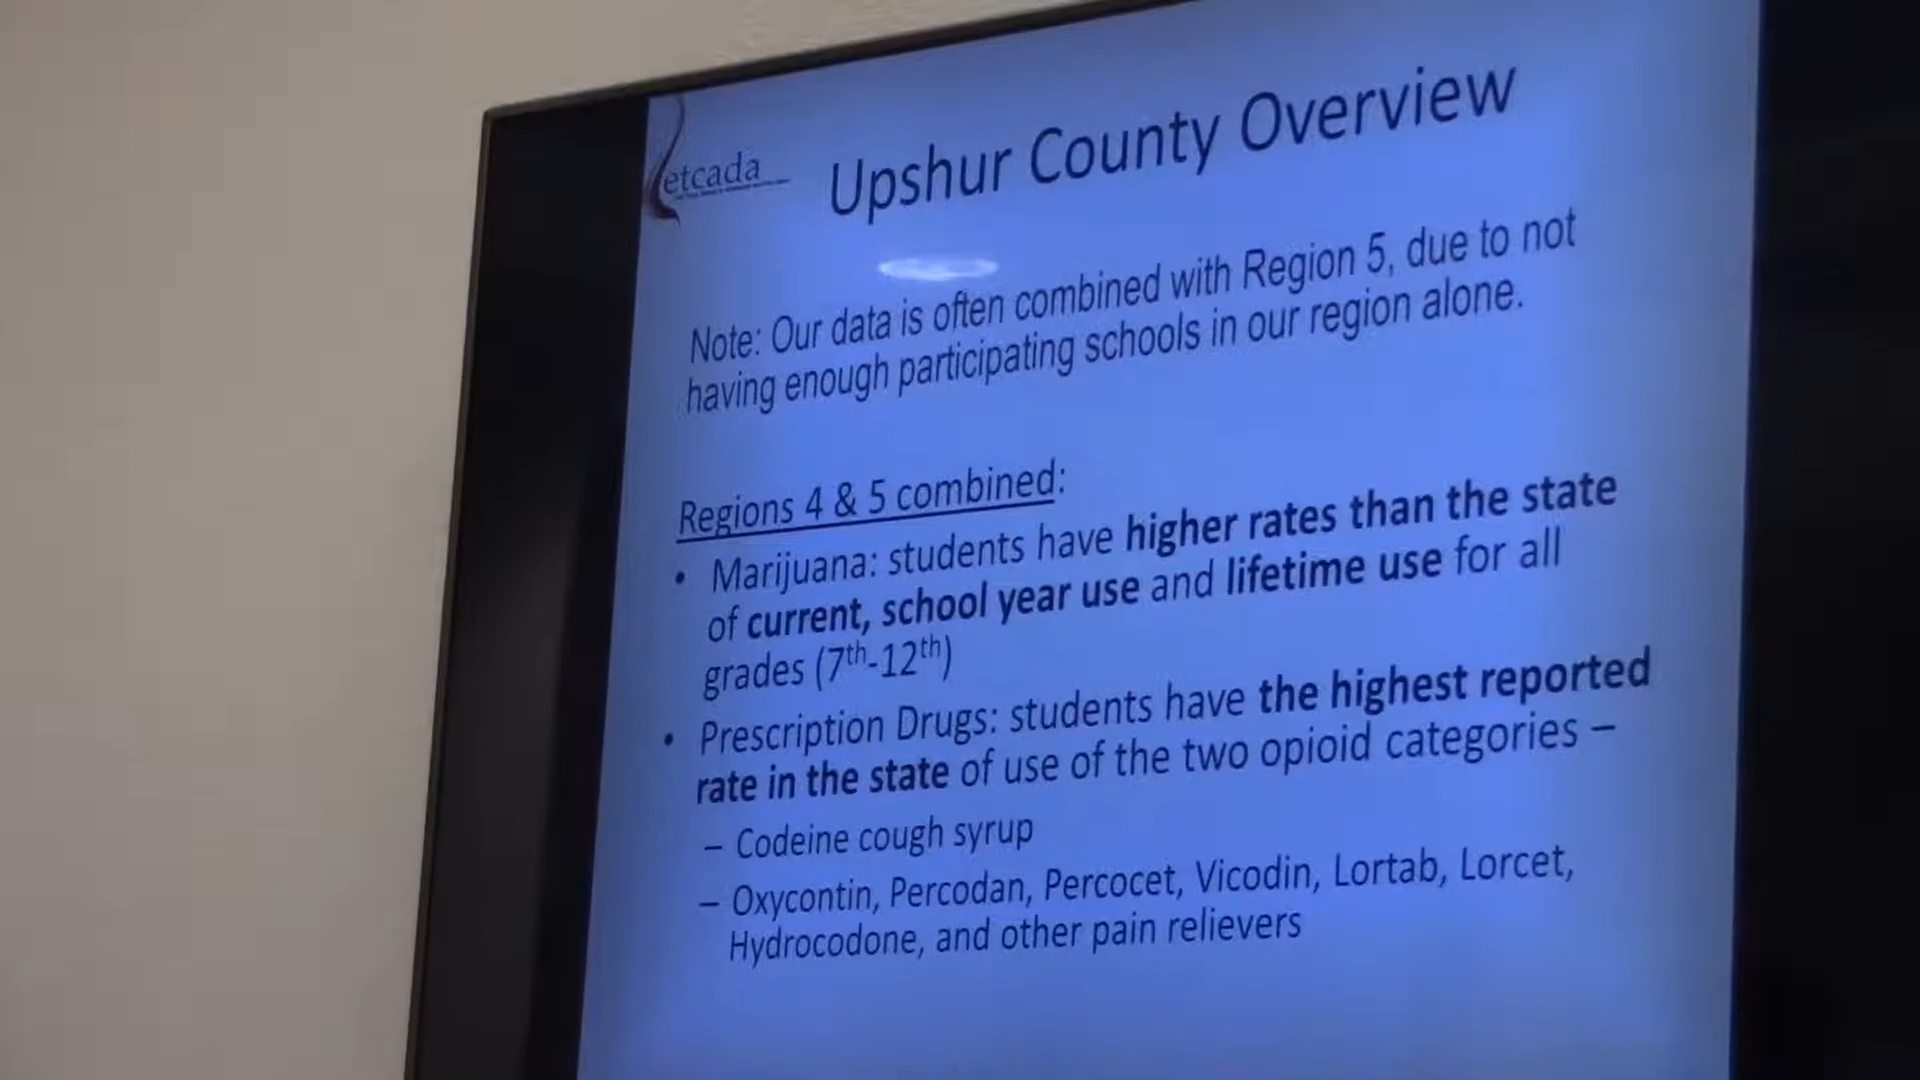 etcada
Upshur County Overview
Note: Our data is often combined with Region 5, due to not
having enough participating schools in our region alone.
Regions 4 & 5 combined:
• Marijuana: students have higher rates than the state
of current, school year use and lifetime use for all
grades (7th-12th)
• Prescription Drugs: students have the highest reported
rate in the state of use of the two opioid categories –
– Codeine cough syrup
– Oxycontin, Percodan, Percocet, Vicodin, Lortab, Lorcet,
Hydrocodone, and other pain relievers